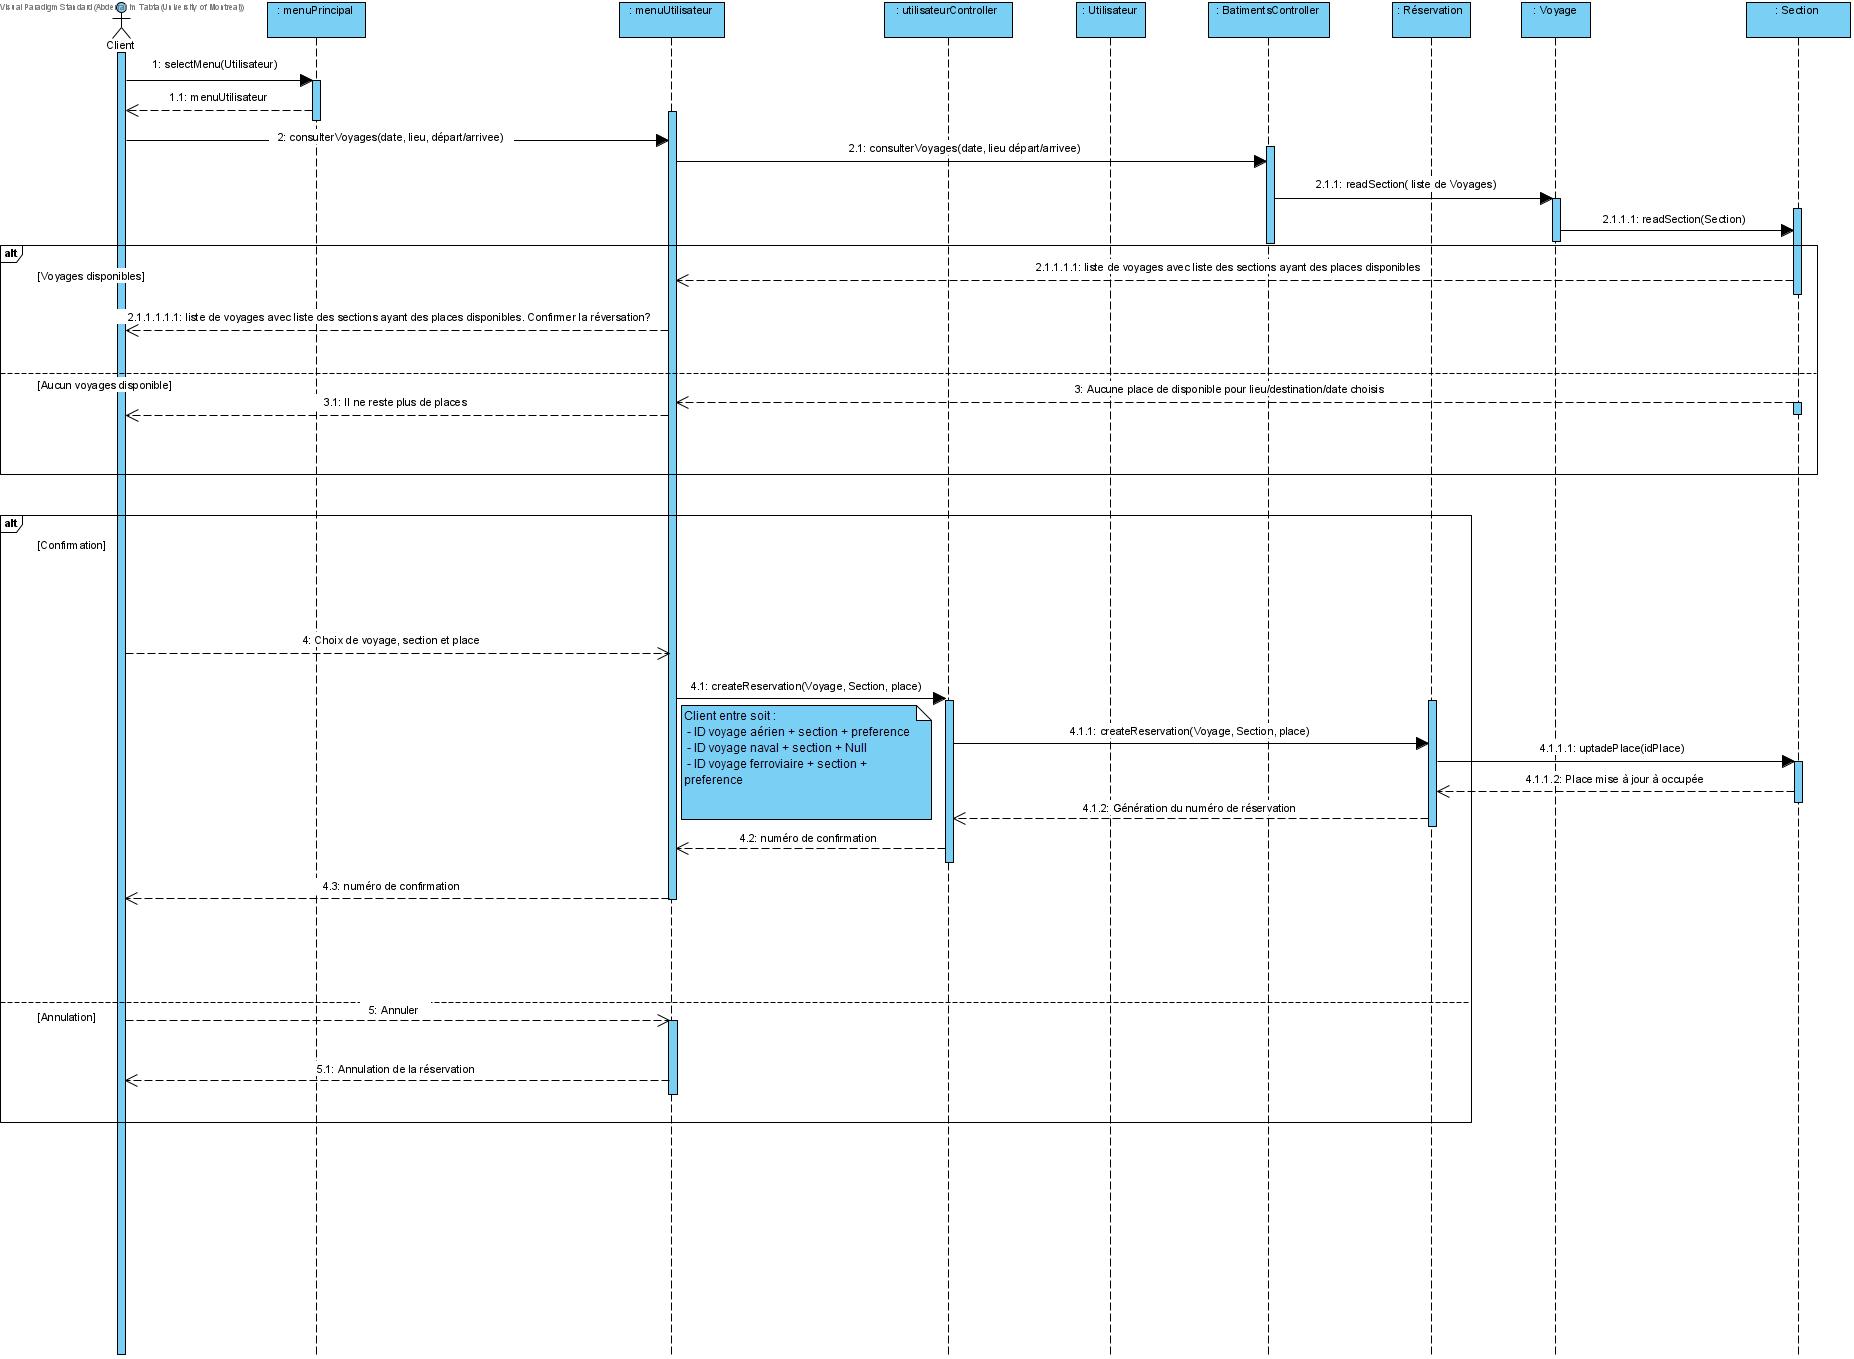 Visual Paradigm Standard (Abderrahim Tabta (University of Montreal))
Client
: menuPrincipal
: menuUtilisateur
: utilisateurController
: Utilisateur
: BatimentsController
: Réservation
: Voyage
: Section
1: selectMenu(Utilisateur)
1.1: menuUtilisateur
2: consulterVoyages(date, lieu, départ/arrivee)
2.1: consulterVoyages(date, lieu départ/arrivee)
2.1.1: readSection( liste de Voyages)
2.1.1.1: readSection(Section)
alt
[Voyages disponibles]
2.1.1.1.1: liste de voyages avec liste des sections ayant des places disponibles
2.1.1.1.1.1: liste de voyages avec liste des sections ayant des places disponibles. Confirmer la réversation?
[Aucun voyages disponible]
3: Aucune place de disponible pour lieu/destination/date choisis
3.1: Il ne reste plus de places
alt
[Confirmation]
4: Choix de voyage, section et place
4.1: createReservation(Voyage, Section, place)
Client entre soit :
- ID voyage aérien + section + preference
- ID voyage naval + section + Null
- ID voyage ferroviaire + section +
preference
4.1.1: createReservation(Voyage, Section, place)
4.1.1.1: uptadePlace(idPlace)
4.1.1.2: Place mise à jour à occupée
4.1.2: Génération du numéro de réservation
4.2: numéro de confirmation
4.3: numéro de confirmation
5: Annuler
[Annulation]
5.1: Annulation de la réservation